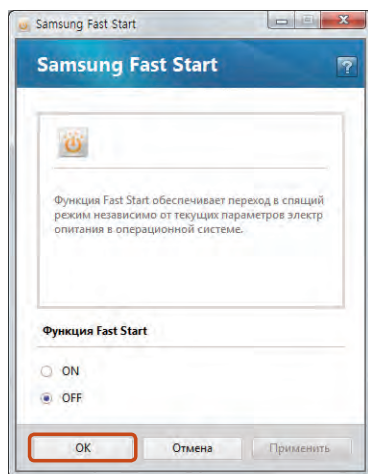 Samsung Fast Start
Samsung Fast Start
?
Функция Fast Start обеспечивает переход в спящий
режим независимо от текущих параметров электр
опитания в операционной системе.
Функция Fast Start
ON
OFF
ОК
Отмена
Применить